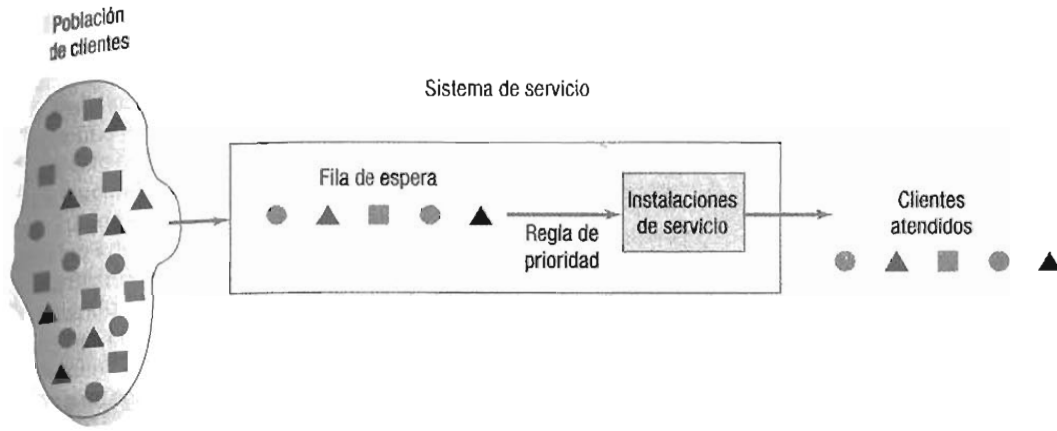 Población
de clientes
Sistema de servicio
Fila de espera
Regla de
prioridad
Instalaciones
de servicio
Clientes
atendidos